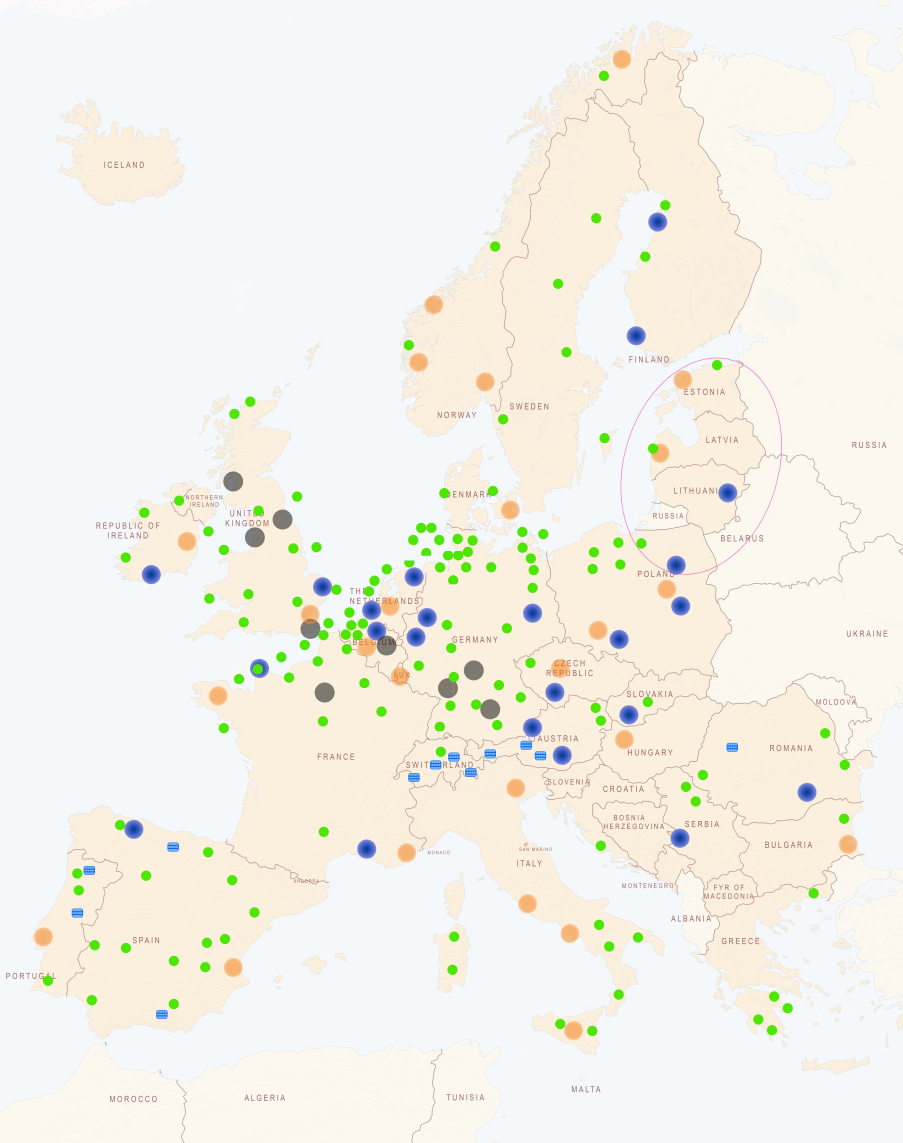 ICELAND
FINLAND
ESTONIA
NORWAY
SWEDEN
LATVIA
RUSSIA
DENMARK
LITHUANI
NORTHERN
IRELAND
UNITED
KINGDOM
REPUBLIC OF
IRELAND
RUSSIA
BELARUS
POLAND
THE
NETHERLANDS
BELGIUM
GERMANY
UKRAINE
CZECH
REPUBLIC
LUX.
SLOVAKIA
MOLDOVA
AUSTRIA
HUNGARY
ROMANIA
FRANCE
SWITZERLAND
SLOVENIA
CROATIA
BOSNIA
HERZEGOVINA
SERBIA
MONACO
SAN MARINO
ITALY
BULGARIA
ANDORRA
MONTENEGRO
FYR OF
MACEDONIA
ALBANIA
SPAIN
GREECE
PORTUGAL
MALTA
MOROCCO
ALGERIA
TUNISIA